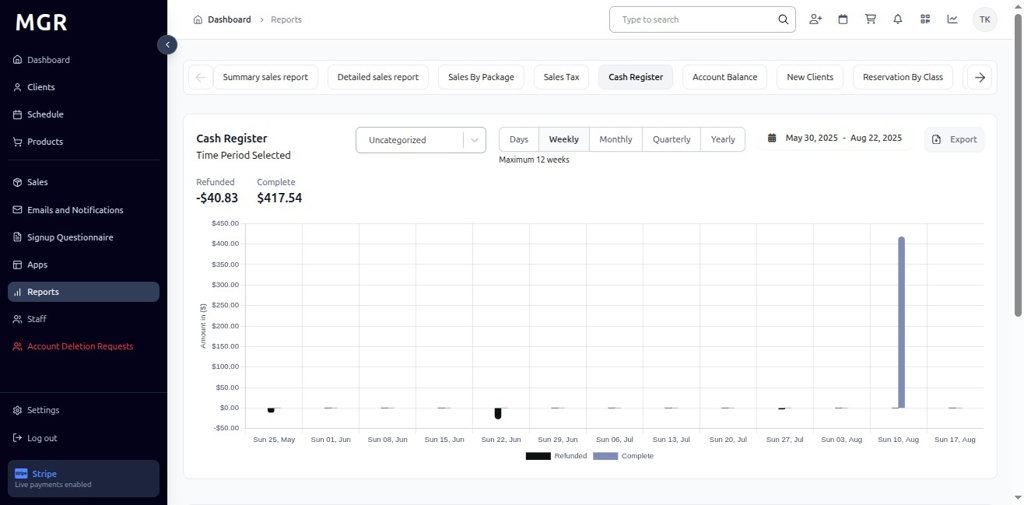 MGR
Dashboard
Clients
Schedule
Products
Sales
Emails and Notifications
Signup Questionnaire
Apps
Reports
Staff
Account Deletion Requests
Settings
Log out
Stripe
Live payments enabled
Dashboard > Reports
Type to search
TK
Summary sales report Detailed sales report Sales By Package Sales Tax Cash Register Account Balance New Clients Reservation By Class
Cash Register
Time Period Selected
Uncategorized
Days Weekly Monthly Quarterly Yearly
Maximum 12 weeks
May 30, 2025 - Aug 22, 2025
Export
Refunded Complete
-$40.83 $417.54
Amount in ($)
$450.00
$400.00
$350.00
$300.00
$250.00
$200.00
$150.00
$100.00
$50.00
$0.00
-$50.00
Sun 25, May Sun 01, Jun Sun 08, Jun Sun 15, Jun Sun 22, Jun Sun 29, Jun Sun 06, Jul Sun 13, Jul Sun 20, Jul Sun 27, Jul Sun 03, Aug Sun 10, Aug Sun 17, Aug
Refunded Complete